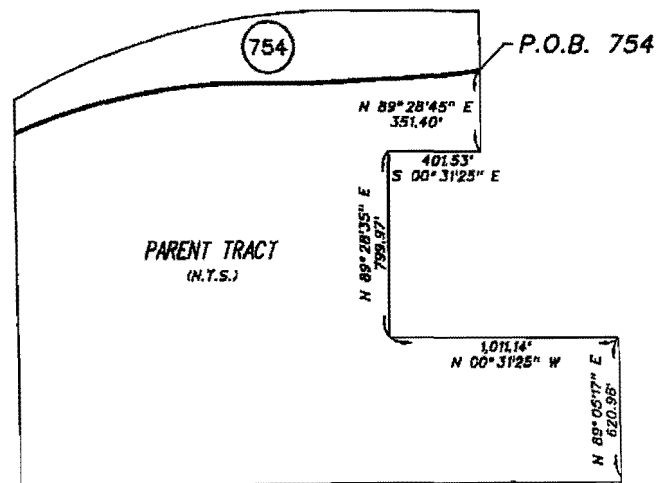 754
P.O.B. 754
N 89°28'45" E
351.40'
401.53'
S 00°31'25" E
N 89°28'35" E
799.97'
PARENT TRACT
(N.T.S.)
1,011.14'
N 00°31'25" W
N 89°05'17" E
620.96'